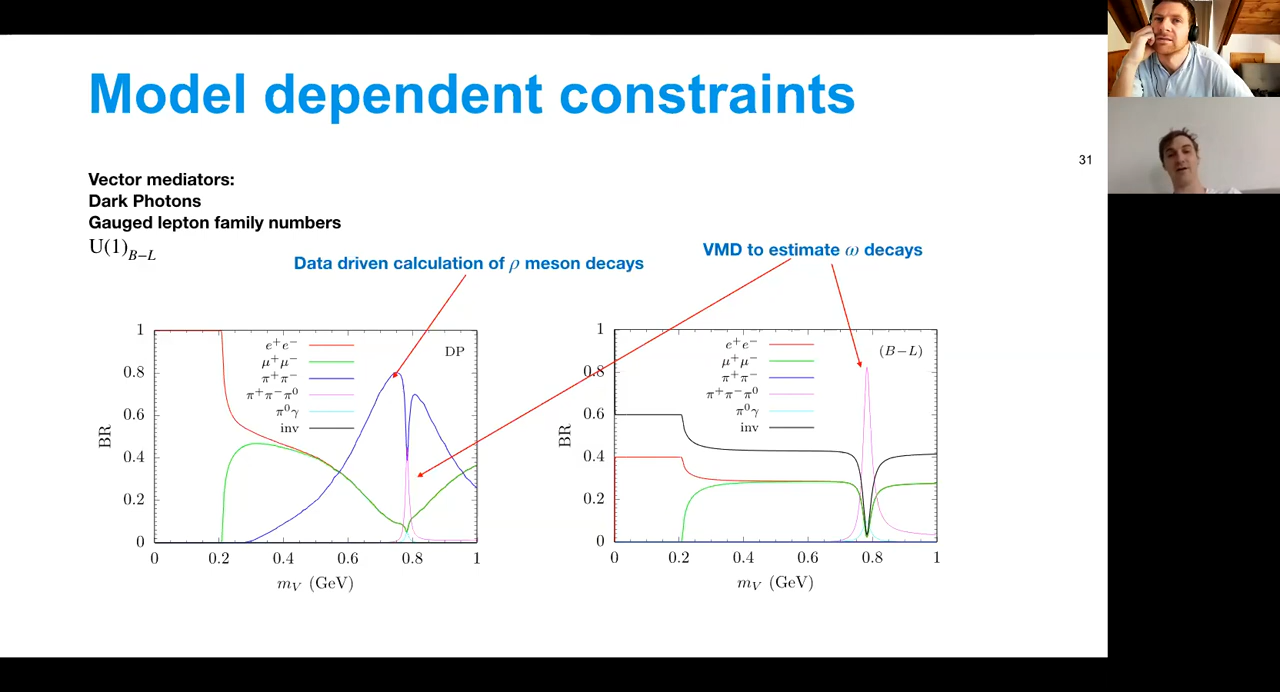 Model dependent constraints
31
Vector mediators:
Dark Photons
Gauged lepton family numbers
U(1)_{B−L}
Data driven calculation of ρ meson decays
VMD to estimate ω decays
BR
1
0.8
0.6
0.4
0.2
0
e⁺e⁻
μ⁺μ⁻
π⁺π⁻
π⁺π⁻π⁰
π⁰γ
inv
DP
0 0.2 0.4 0.6 0.8 1
m_V (GeV)
BR
1
0.8
0.6
0.4
0.2
0
e⁺e⁻
μ⁺μ⁻
π⁺π⁻
π⁺π⁻π⁰
π⁰γ
inv
(B−L)
0 0.2 0.4 0.6 0.8 1
m_V (GeV)